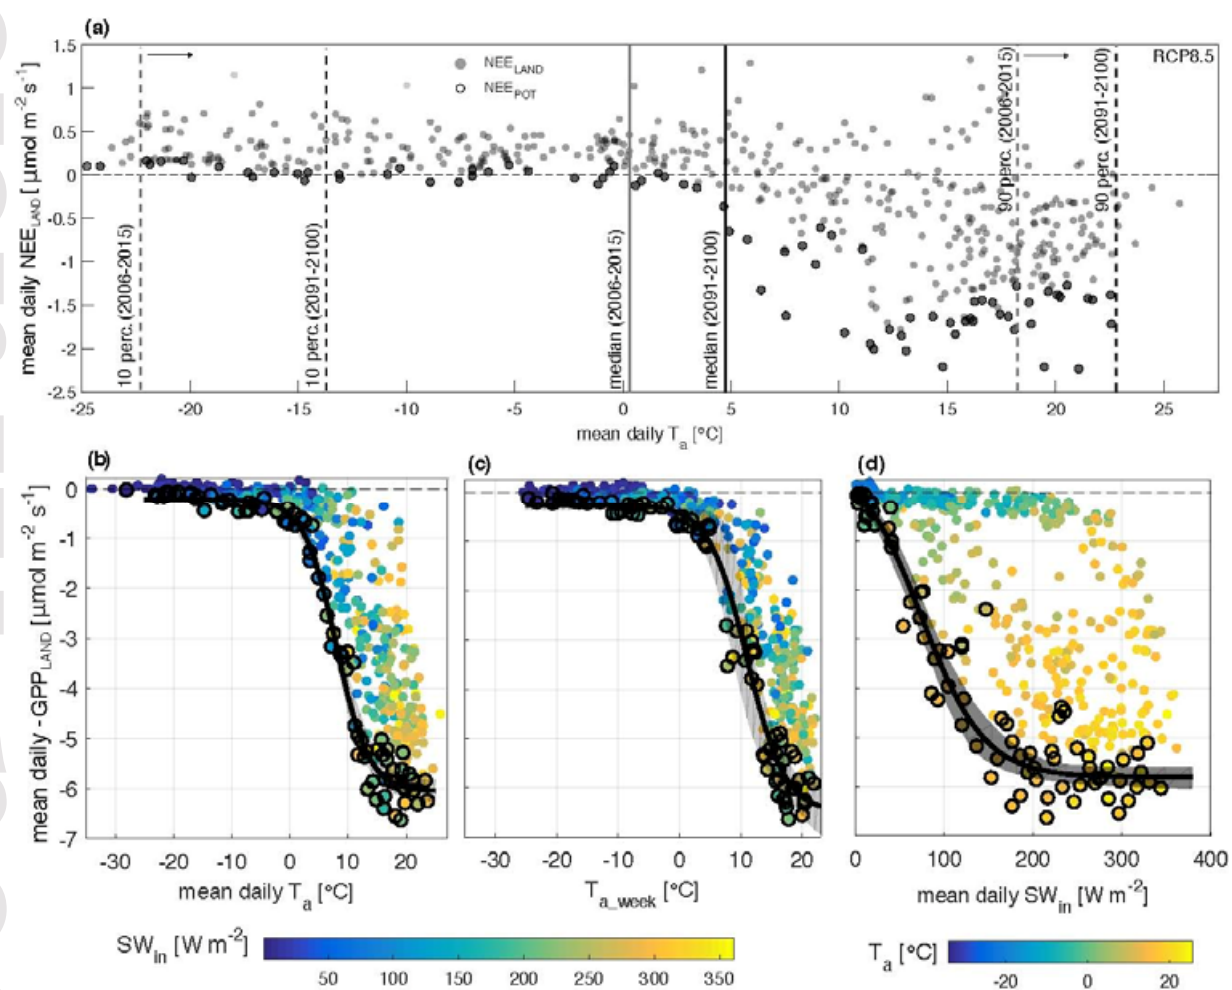 (a)
mean daily NEE_LAND [ µmol m⁻² s⁻¹]
1.5
1
0.5
0
-0.5
-1
-1.5
-2
-2.5
NEE_LAND
NEE_POT
RCP8.5
10 perc. (2006-2015)
10 perc. (2091-2100)
median (2006-2015)
median (2091-2100)
90 perc. (2006-2015)
90 perc. (2091-2100)
-25 -20 -15 -10 -5 0 5 10 15 20 25
mean daily T_a [°C]
(b)
mean daily - GPP_LAND [ µmol m⁻² s⁻¹]
0
-1
-2
-3
-4
-5
-6
-7
-30 -20 -10 0 10 20
mean daily T_a [°C]
(c)
-30 -20 -10 0 10 20
T_a_week [°C]
(d)
0 100 200 300 400
mean daily SW_in [W m⁻²]
SW_in [W m⁻²]
50 100 150 200 250 300 350
T_a [°C]
-20 0 20